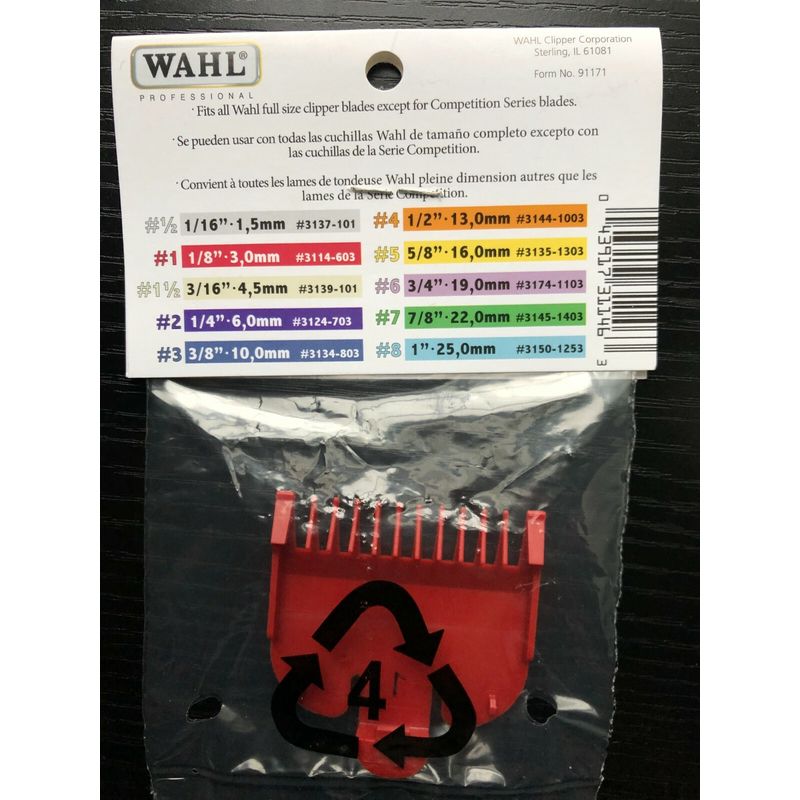 WAHL®
PROFESSIONAL
WAHL Clipper Corporation
Sterling, IL 61081
Form No. 91171
·Fits all Wahl full size clipper blades except for Competition Series blades.
·Se pueden usar con todas las cuchillas Wahl de tamaño completo excepto con
las cuchillas de la Serie Competition.
·Convient à toutes les lames de tondeuse Wahl pleine dimension autres que les
lames de la Serie Competition.
#½ 1/16”·1,5mm #3137-101
#1 1/8”·3,0mm #3114-603
#1½ 3/16”·4,5mm #3139-101
#2 1/4”·6,0mm #3124-703
#3 3/8”·10,0mm #3134-803
#4 1/2”·13,0mm #3144-1003
#5 5/8”·16,0mm #3135-1303
#6 3/4”·19,0mm #3174-1103
#7 7/8”·22,0mm #3145-1403
#8 1”·25,0mm #3150-1253
0 43917 31146 3
4
1